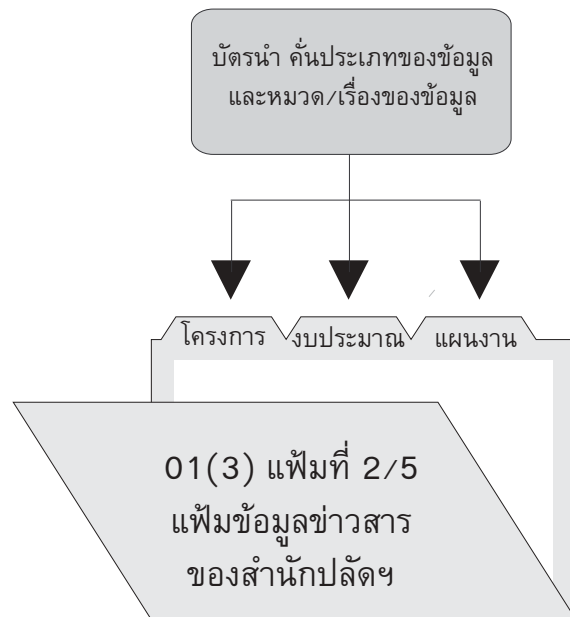 บัตรนำ คั่นประเภทของข้อมูล
และหมวด/เรื่องของข้อมูล
โครงการ งบประมาณ แผนงาน
01(3) แฟ้มที่ 2/5
แฟ้มข้อมูลข่าวสาร
ของสำนักปลัดฯ